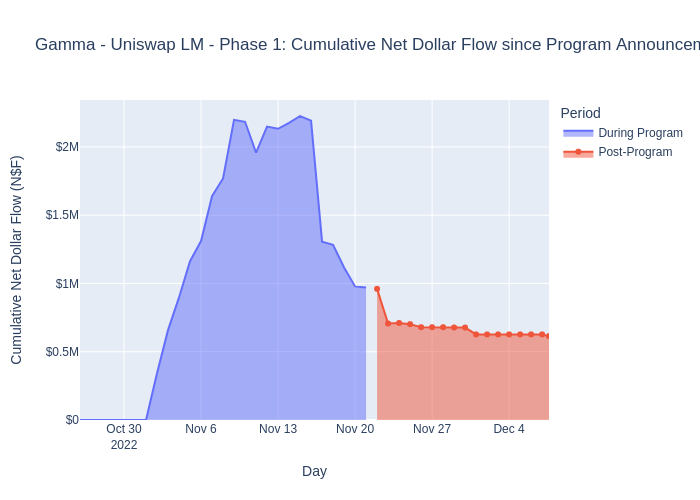 Gamma - Uniswap LM - Phase 1: Cumulative Net Dollar Flow since Program Announcem
Period
During Program
Post-Program
Cumulative Net Dollar Flow (N$F)
$2M
$1.5M
$1M
$0.5M
$0
Oct 30
2022
Nov 6
Nov 13
Nov 20
Nov 27
Dec 4
Day